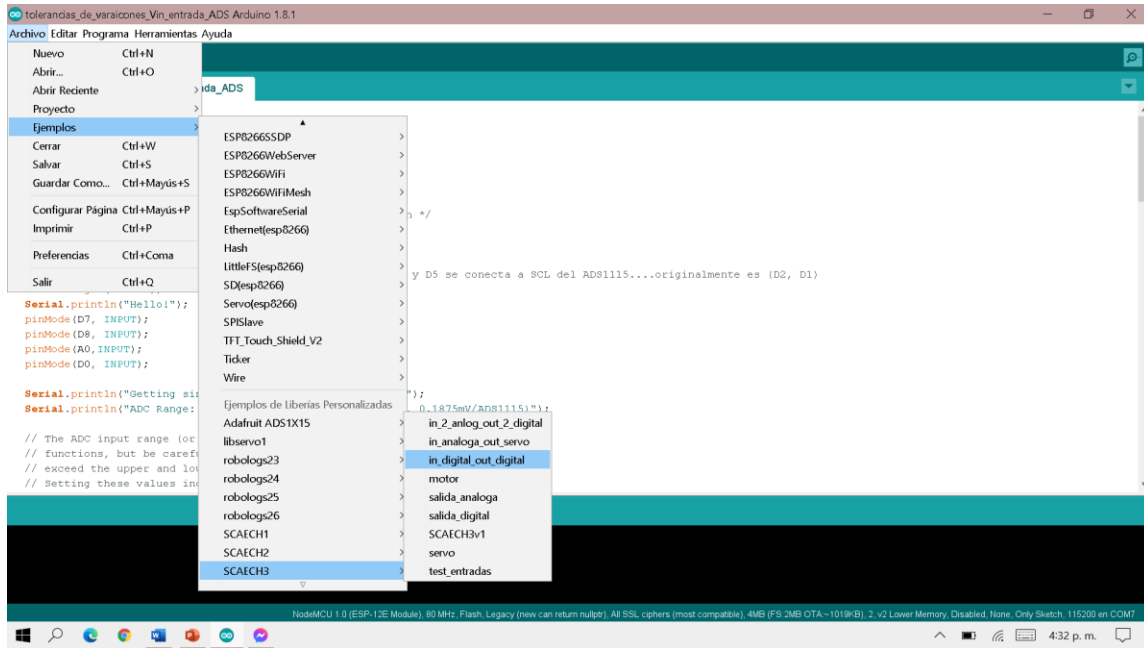 tolerancias_de_varaicones_Vin_entrada_ADS Arduino 1.8.1
Archivo Editar Programa Herramientas Ayuda
Nuevo Ctrl+N
Abrir... Ctrl+O
Abrir Reciente
Proyecto
Ejemplos
Cerrar Ctrl+W
Salvar Ctrl+S
Guardar Como... Ctrl+Mayús+S
Configurar Página Ctrl+Mayús+P
Imprimir Ctrl+P
Preferencias Ctrl+Coma
Salir Ctrl+Q
ada_ADS
ESP8266SSDP
ESP8266WebServer
ESP8266WiFi
ESP8266WiFiMesh
EspSoftwareSerial
Ethernet(esp8266)
Hash
LittleFS(esp8266)
SD(esp8266)
Servo(esp8266)
SPISlave
TFT_Touch_Shield_V2
Ticker
Wire
Ejemplos de Liberías Personalizadas
Adafruit ADS1X15
libservo1
robologs23
robologs24
robologs25
robologs26
SCAECH1
SCAECH2
SCAECH3
in_2_anlog_out_2_digital
in_analoga_out_servo
in_digital_out_digital
motor
salida_analoga
salida_digital
SCAECH3v1
servo
test_entradas
n */
y D5 se conecta a SCL del ADS1115....originalmente es (D2, D1)
Serial.println("Hello!");
pinMode(D7, INPUT);
pinMode(D8, INPUT);
pinMode(A0,INPUT);
pinMode(D0, INPUT);
Serial.println("Getting si ");
Serial.println("ADC Range: 0.1875mV/ADS1115)");
// The ADC input range (or
// functions, but be caref
// exceed the upper and lo
// Setting these values in
NodeMCU 1.0 (ESP-12E Module), 80 MHz, Flash, Legacy (new can return nullptr), All SSL ciphers (most compatible), 4MB (FS:2MB OTA:~1019KB), 2, v2 Lower Memory, Disabled, None, Only Sketch, 115200 en COM7
4:32 p. m.